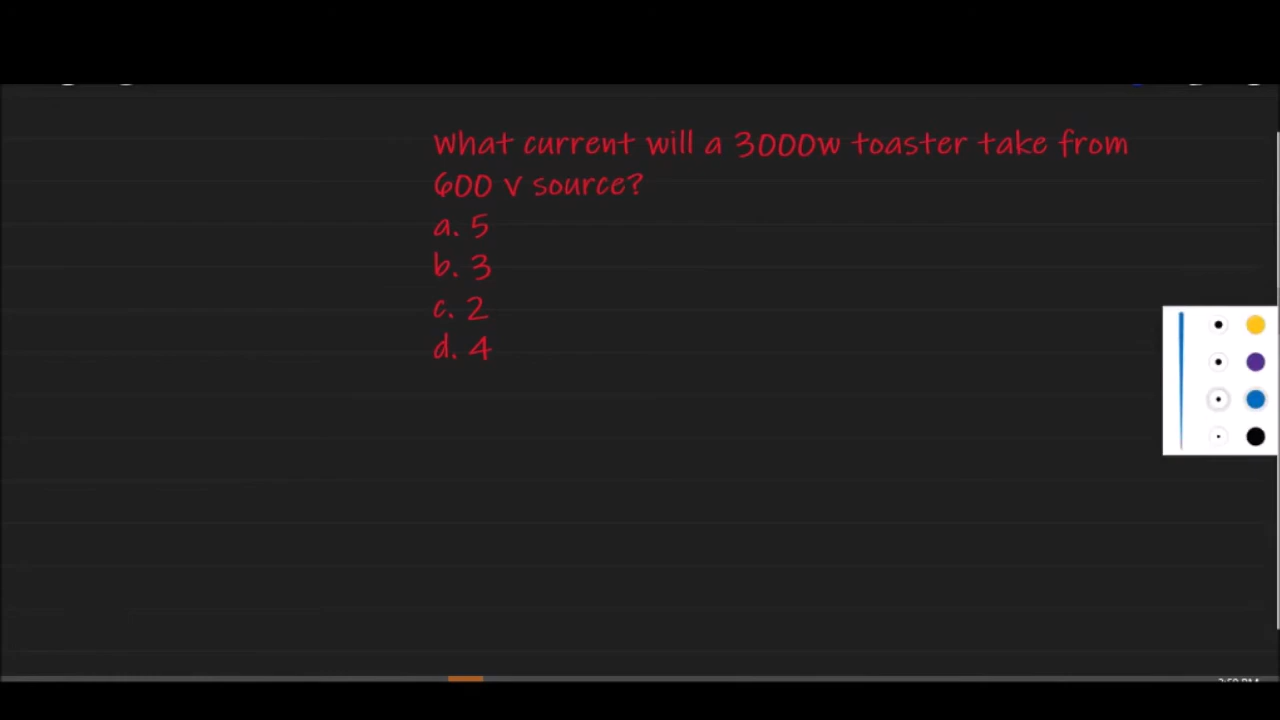 What current will a 3000w toaster take from
600 V source?
a. 5
b. 3
c. 2
d. 4